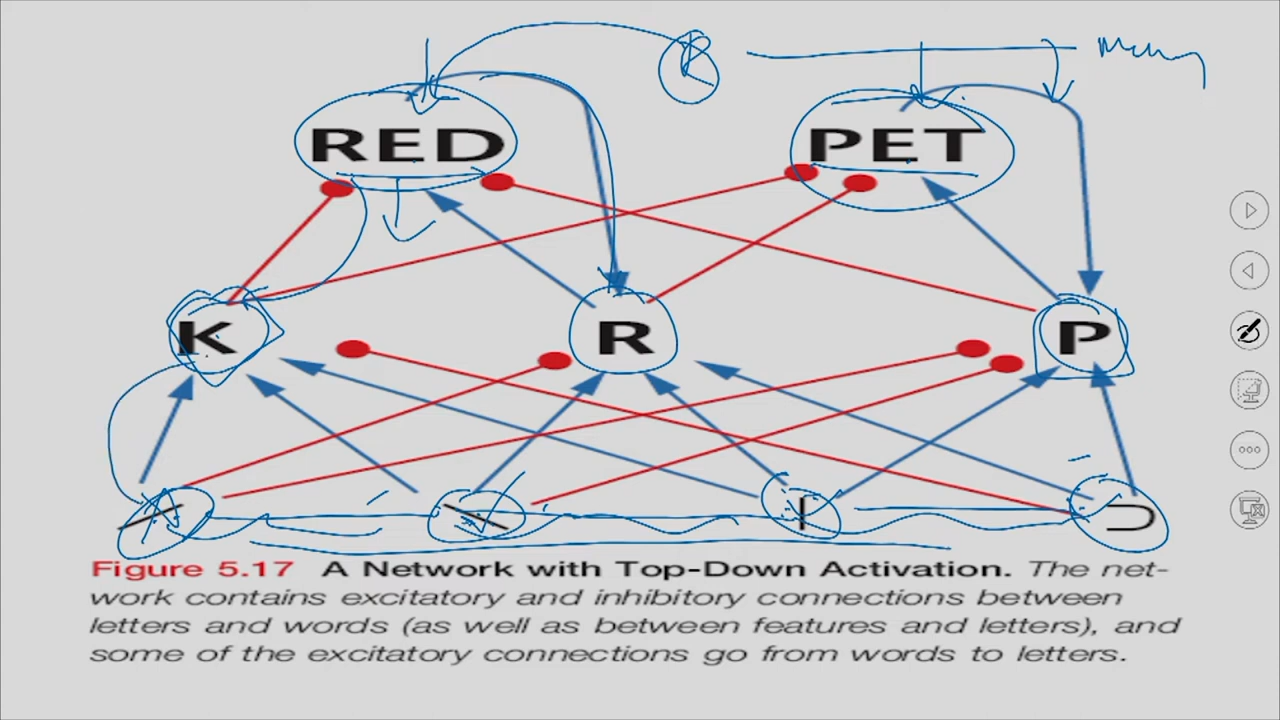 R
RED PET
K R P
Figure 5.17 A Network with Top-Down Activation. The net-
work contains excitatory and inhibitory connections between
letters and words (as well as between features and letters), and
some of the excitatory connections go from words to letters.